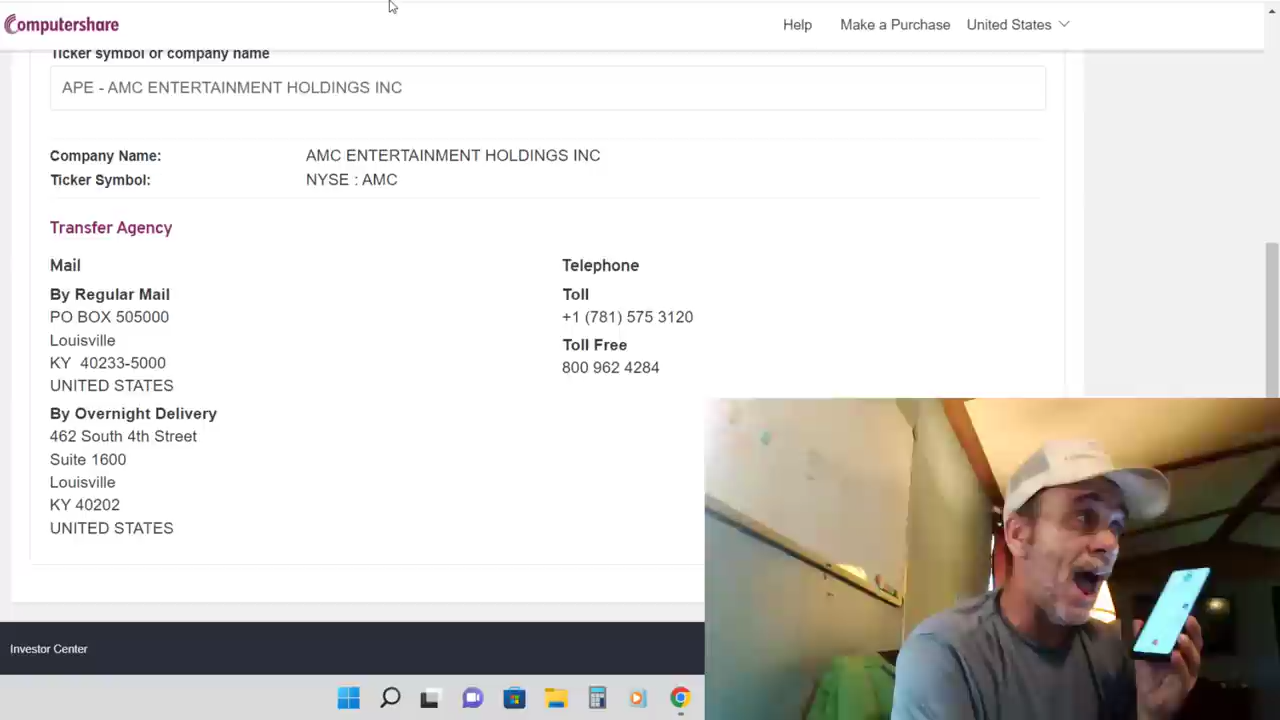 Computershare
Help
Make a Purchase
United States
Ticker symbol or company name
APE - AMC ENTERTAINMENT HOLDINGS INC
Company Name: AMC ENTERTAINMENT HOLDINGS INC
Ticker Symbol: NYSE : AMC
Transfer Agency
Mail
By Regular Mail
PO BOX 505000
Louisville
KY 40233-5000
UNITED STATES
By Overnight Delivery
462 South 4th Street
Suite 1600
Louisville
KY 40202
UNITED STATES
Telephone
Toll
+1 (781) 575 3120
Toll Free
800 962 4284
Investor Center